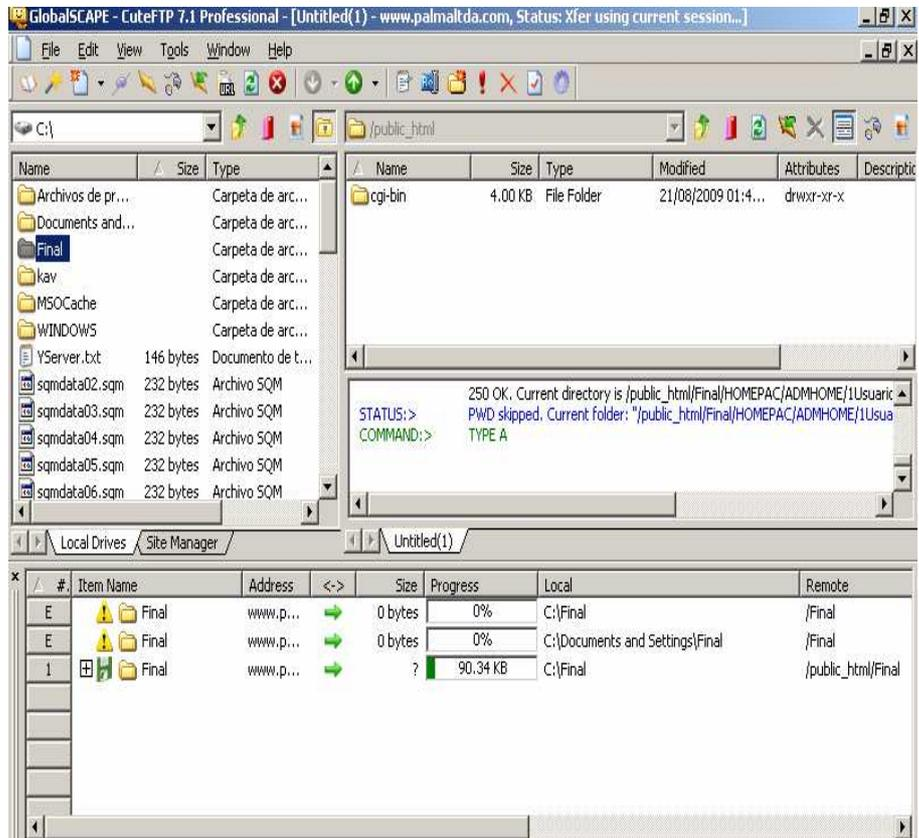 GlobalSCAPE - CuteFTP 7.1 Professional - [Untitled(1) - www.palmaltda.com, Status: Xfer using current session...]
File Edit View Tools Window Help
URL
C:\
/public_html
Name Size Type
Archivos de pr... Carpeta de arc...
Documents and... Carpeta de arc...
Final Carpeta de arc...
kav Carpeta de arc...
MSOCache Carpeta de arc...
WINDOWS Carpeta de arc...
YServer.txt 146 bytes Documento de t...
sqmdata02.sqm 232 bytes Archivo SQM
sqmdata03.sqm 232 bytes Archivo SQM
sqmdata04.sqm 232 bytes Archivo SQM
sqmdata05.sqm 232 bytes Archivo SQM
sqmdata06.sqm 232 bytes Archivo SQM
Local Drives Site Manager
Name Size Type Modified Attributes Descriptic
cgi-bin 4.00 KB File Folder 21/08/2009 01:4... drwxr-xr-x
250 OK. Current directory is /public_html/Final/HOMEPAC/ADMHOME/1Usuaric
STATUS:> PWD skipped. Current folder: "/public_html/Final/HOMEPAC/ADMHOME/1Usua
COMMAND:> TYPE A
Untitled(1)
#. Item Name Address <-> Size Progress Local Remote
E Final www.p... 0 bytes 0% C:\Final /Final
E Final www.p... 0 bytes 0% C:\Documents and Settings\Final /Final
1 Final www.p... ? 90.34 KB C:\Final /public_html/Final